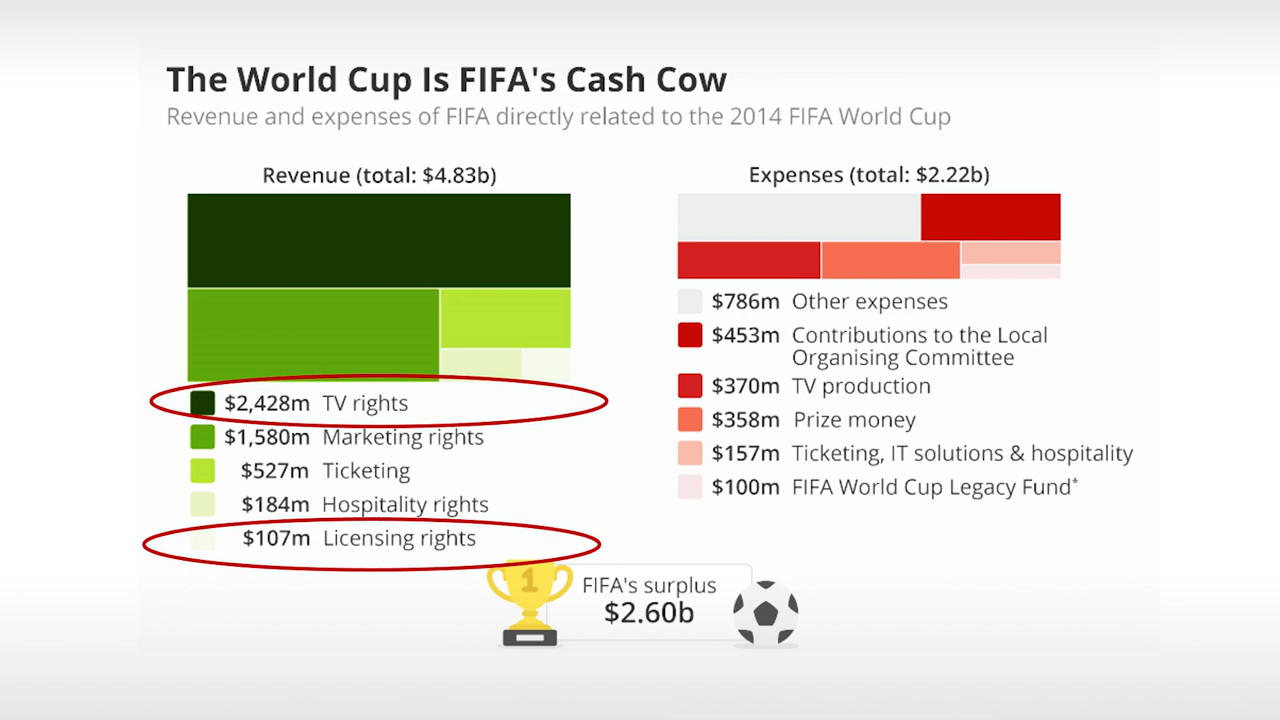 The World Cup Is FIFA's Cash Cow
Revenue and expenses of FIFA directly related to the 2014 FIFA World Cup
Revenue (total: $4.83b)
$2,428m TV rights
$1,580m Marketing rights
$527m Ticketing
$184m Hospitality rights
$107m Licensing rights
Expenses (total: $2.22b)
$786m Other expenses
$453m Contributions to the Local
Organising Committee
$370m TV production
$358m Prize money
$157m Ticketing, IT solutions & hospitality
$100m FIFA World Cup Legacy Fund*
1
FIFA's surplus
$2.60b